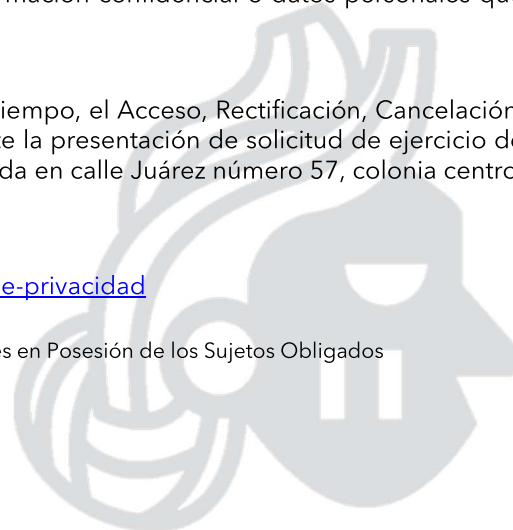 iempo, el Acceso, Rectificación, Cancelación
e la presentación de solicitud de ejercicio d
da en calle Juárez número 57, colonia centro
e-privacidad
s en Posesión de los Sujetos Obligados